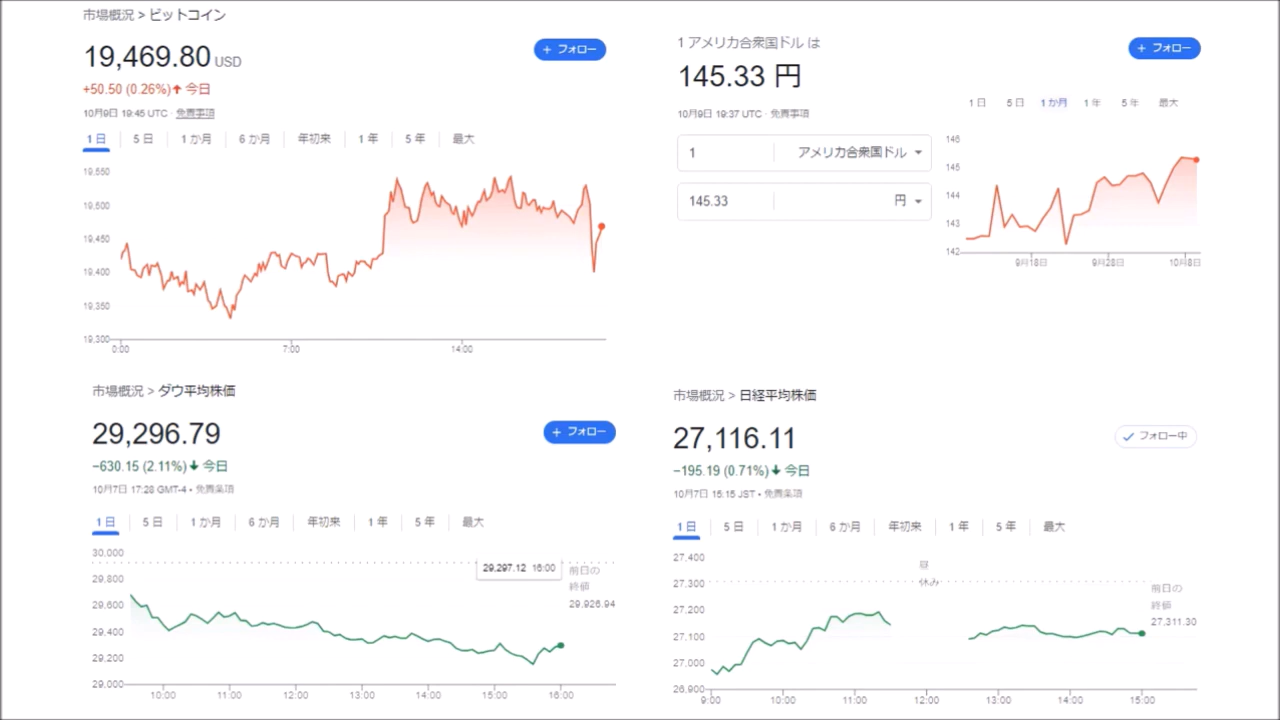 市場概況 > ビットコイン
19,469.80 USD
+ フォロー
+50.50 (0.26%)↑ 今日
10月9日 19:45 UTC · 免責事項
1 日 5 日 1 か月 6 か月 年初来 1 年 5 年 最大
19,550
19,500
19,450
19,400
19,350
19,300
0:00 7:00 14:00
1 アメリカ合衆国ドル は
145.33 円
+ フォロー
10月9日 19:37 UTC · 免責事項
1 日 5 日 1 か月 1 年 5 年 最大
1 アメリカ合衆国ドル
145.33 円
146
145
144
143
142
9月18日 9月28日 10月8日
市場概況 > ダウ平均株価
29,296.79
+ フォロー
−630.15 (2.11%)↓ 今日
10月7日 17:28 GMT-4 • 免責条項
1 日 5 日 1 か月 6 か月 年初来 1 年 5 年 最大
30,000
29,800
29,600
29,400
29,200
29,000
29,297.12 16:00
前日の
終値
29,926.94
10:00 11:00 12:00 13:00 14:00 15:00 16:00
市場概況 > 日経平均株価
27,116.11
フォロー中
−195.19 (0.71%)↓ 今日
10月7日 15:15 JST • 免責条項
1 日 5 日 1 か月 6 か月 年初来 1 年 5 年 最大
27,400
27,300
27,200
27,100
27,000
26,900
昼
休み
前日の
終値
27,311.30
9:00 10:00 11:00 12:00 13:00 14:00 15:00